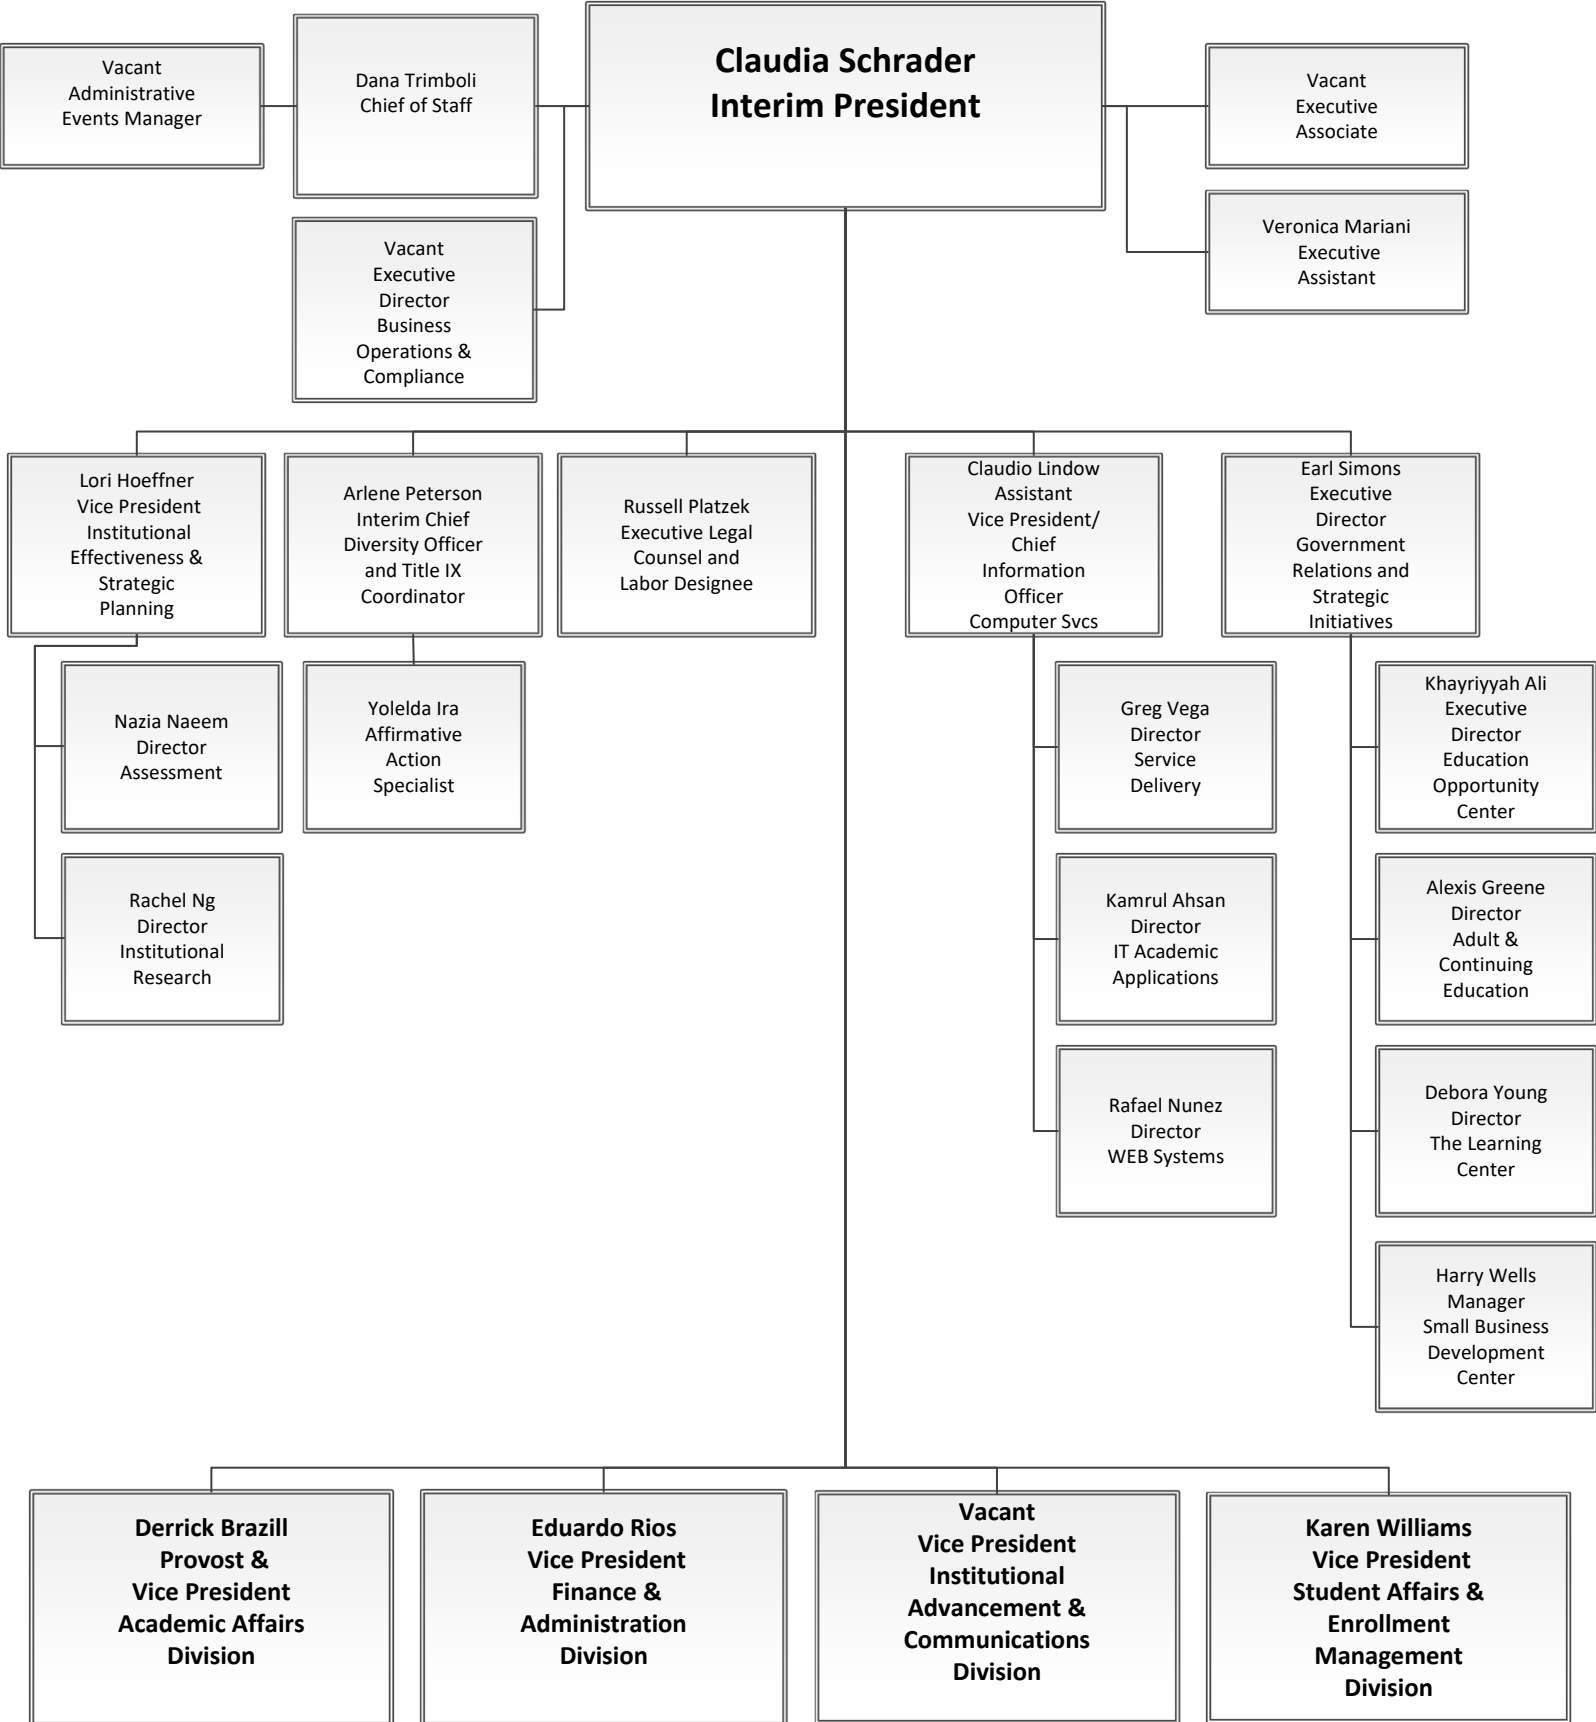 Claudia Schrader
Interim President
Vacant
Administrative
Events Manager
Dana Trimboli
Chief of Staff
Vacant
Executive
Associate
Veronica Mariani
Executive
Assistant
Vacant
Executive
Director
Business
Operations &
Compliance
Lori Hoeffner
Vice President
Institutional
Effectiveness &
Strategic
Planning
Arlene Peterson
Interim Chief
Diversity Officer
and Title IX
Coordinator
Russell Platzek
Executive Legal
Counsel and
Labor Designee
Claudio Lindow
Assistant
Vice President/
Chief
Information
Officer
Computer Svcs
Earl Simons
Executive
Director
Government
Relations and
Strategic
Initiatives
Nazia Naeem
Director
Assessment
Yolelda Ira
Affirmative
Action
Specialist
Greg Vega
Director
Service
Delivery
Khayriyyah Ali
Executive
Director
Education
Opportunity
Center
Rachel Ng
Director
Institutional
Research
Kamrul Ahsan
Director
IT Academic
Applications
Alexis Greene
Director
Adult &
Continuing
Education
Rafael Nunez
Director
WEB Systems
Debora Young
Director
The Learning
Center
Harry Wells
Manager
Small Business
Development
Center
Derrick Brazill
Provost &
Vice President
Academic Affairs
Division
Eduardo Rios
Vice President
Finance &
Administration
Division
Vacant
Vice President
Institutional
Advancement &
Communications
Division
Karen Williams
Vice President
Student Affairs &
Enrollment
Management
Division